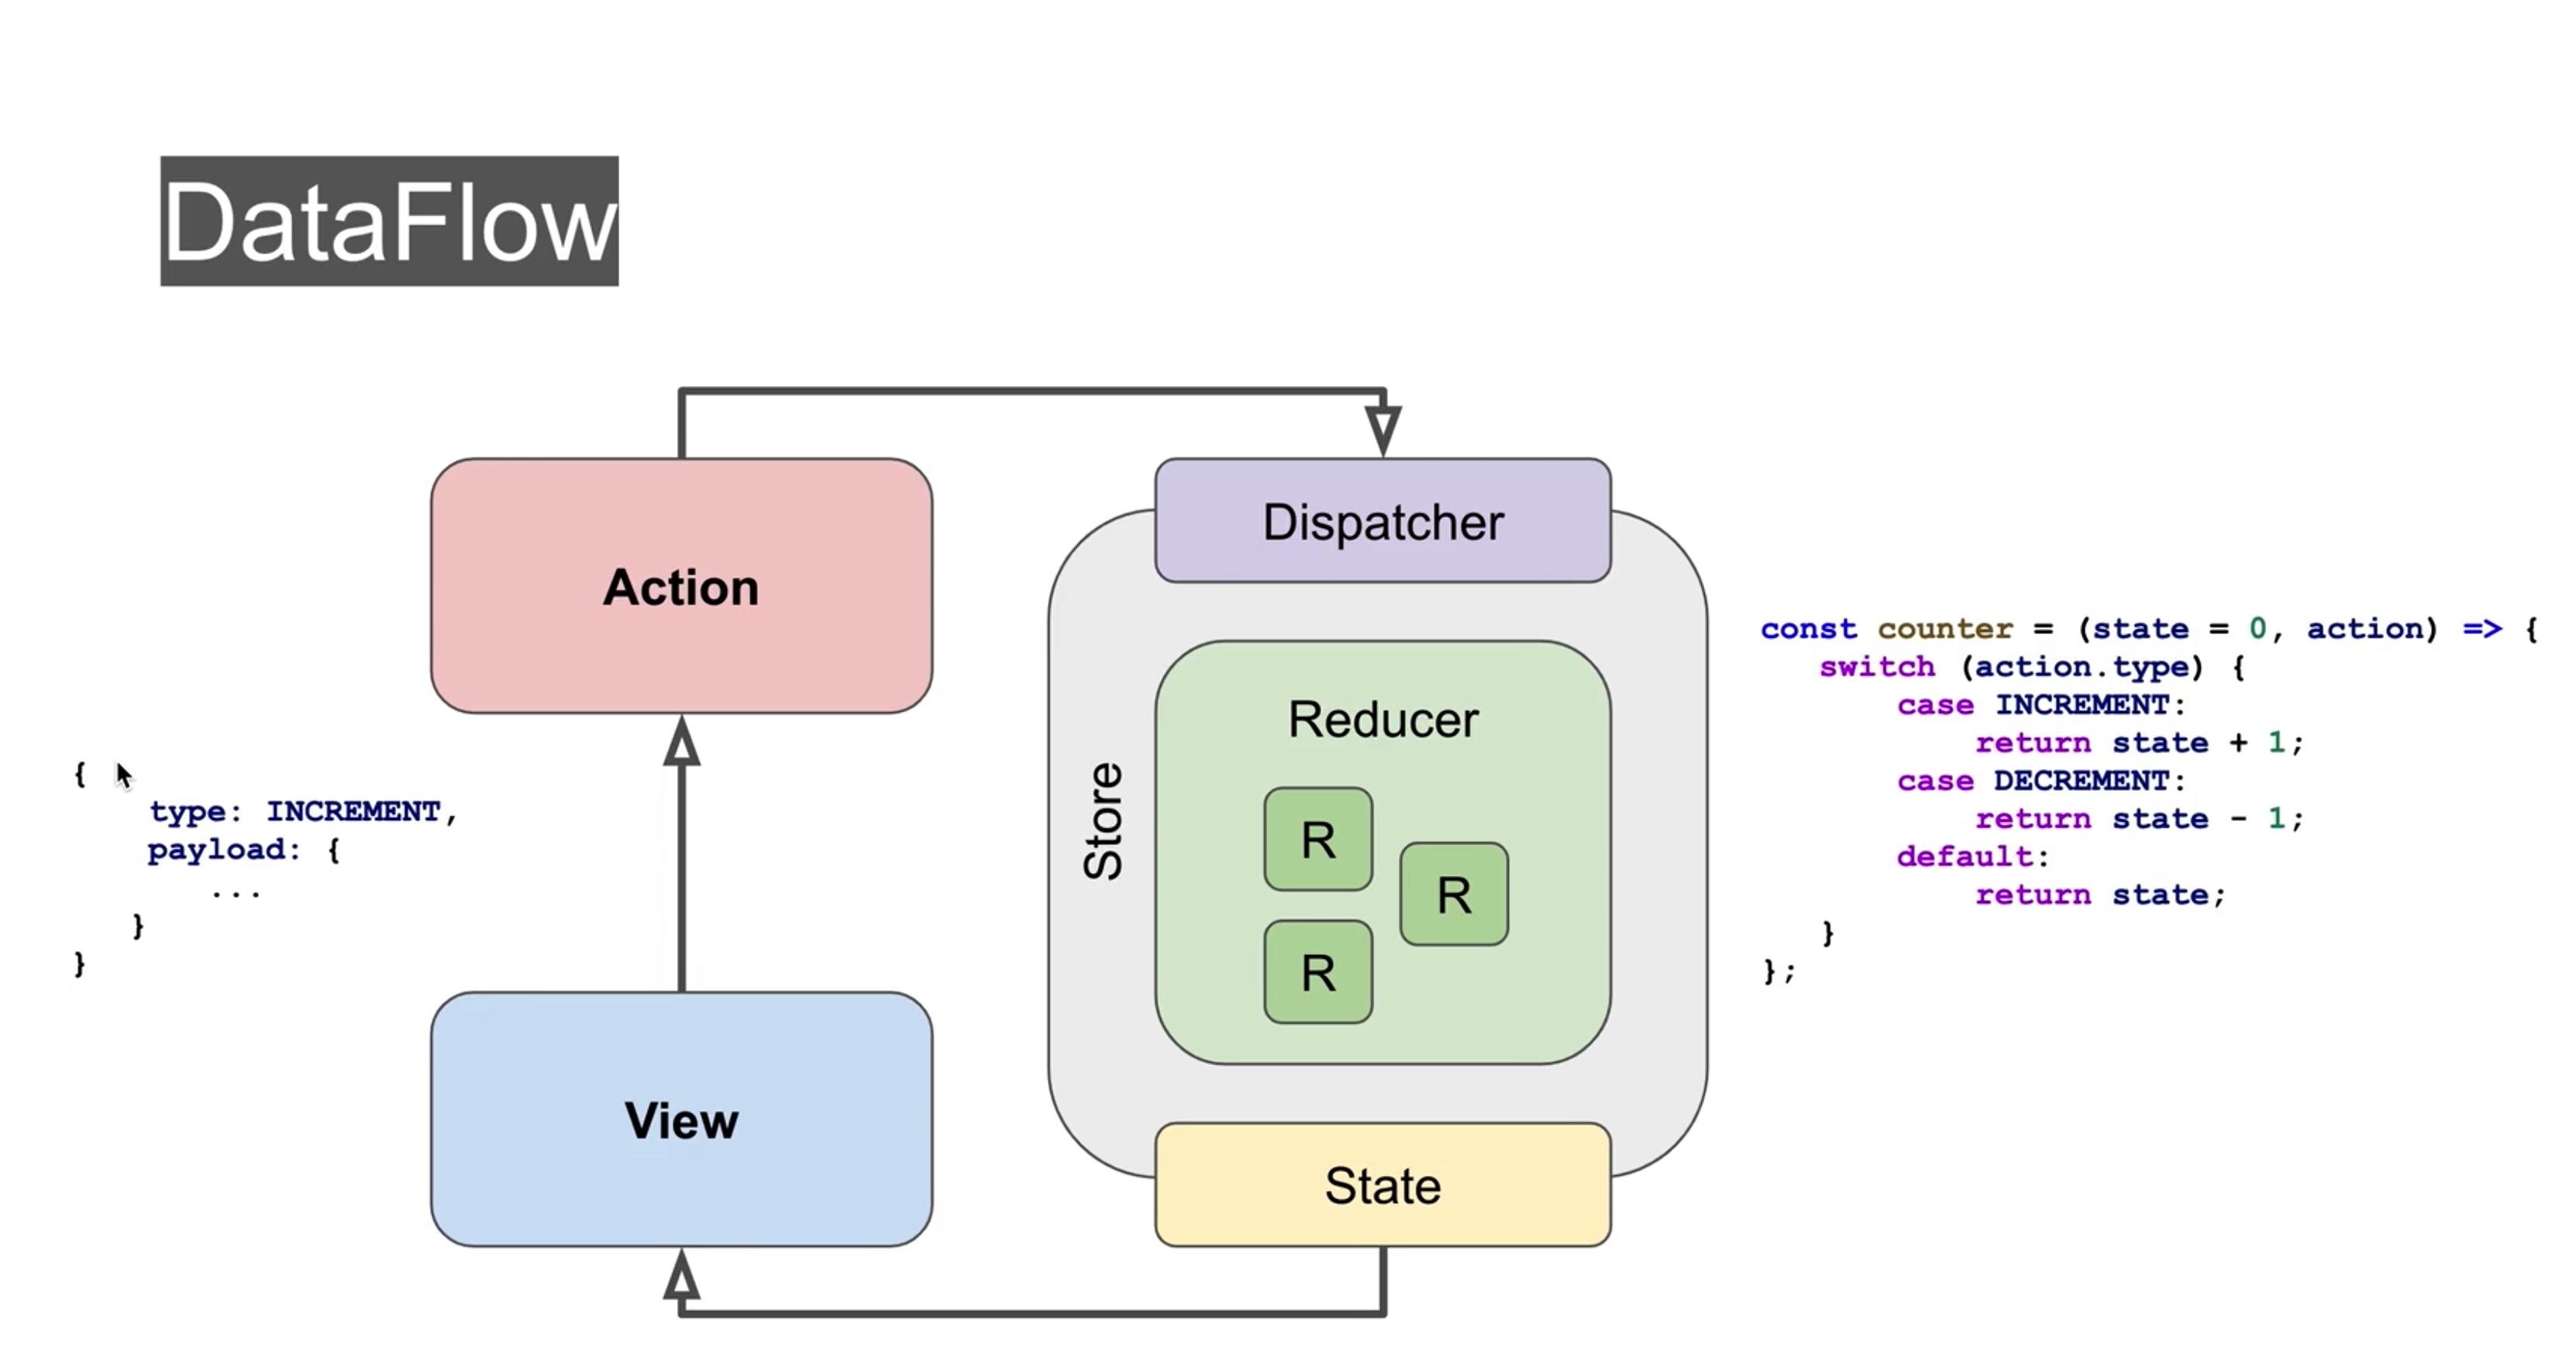 DataFlow
Action
Dispatcher
Store
Reducer
R
R
R
State
View
{
type: INCREMENT,
payload: {
...
}
}
const counter = (state = 0, action) => {
switch (action.type) {
case INCREMENT:
return state + 1;
case DECREMENT:
return state - 1;
default:
return state;
}
};